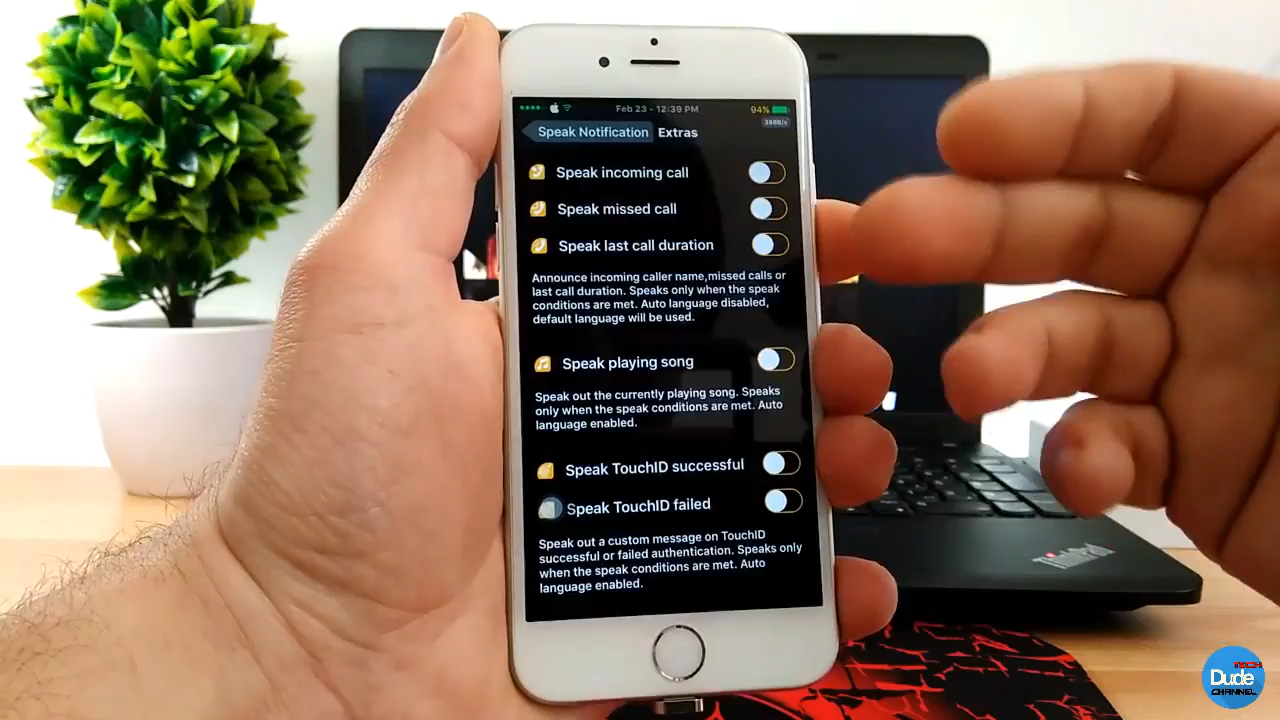 Feb 23 - 12:39 PM
94%
Speak Notification
Extras
Speak incoming call
Speak missed call
Speak last call duration
Announce incoming caller name,missed calls or
last call duration. Speaks only when the speak
conditions are met. Auto language disabled,
default language will be used.
Speak playing song
Speak out the currently playing song. Speaks
only when the speak conditions are met. Auto
language enabled.
Speak TouchID successful
Speak TouchID failed
Speak out a custom message on TouchID
successful or failed authentication. Speaks only
when the speak conditions are met. Auto
language enabled.
ThinkPad
TECH
Dude
CHANNEL